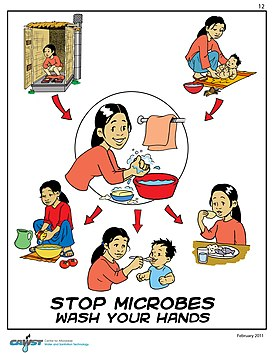 12
STOP MICROBES
WASH YOUR HANDS
CAWST
Centre for Affordable
Water and Sanitation Technology
February 2011